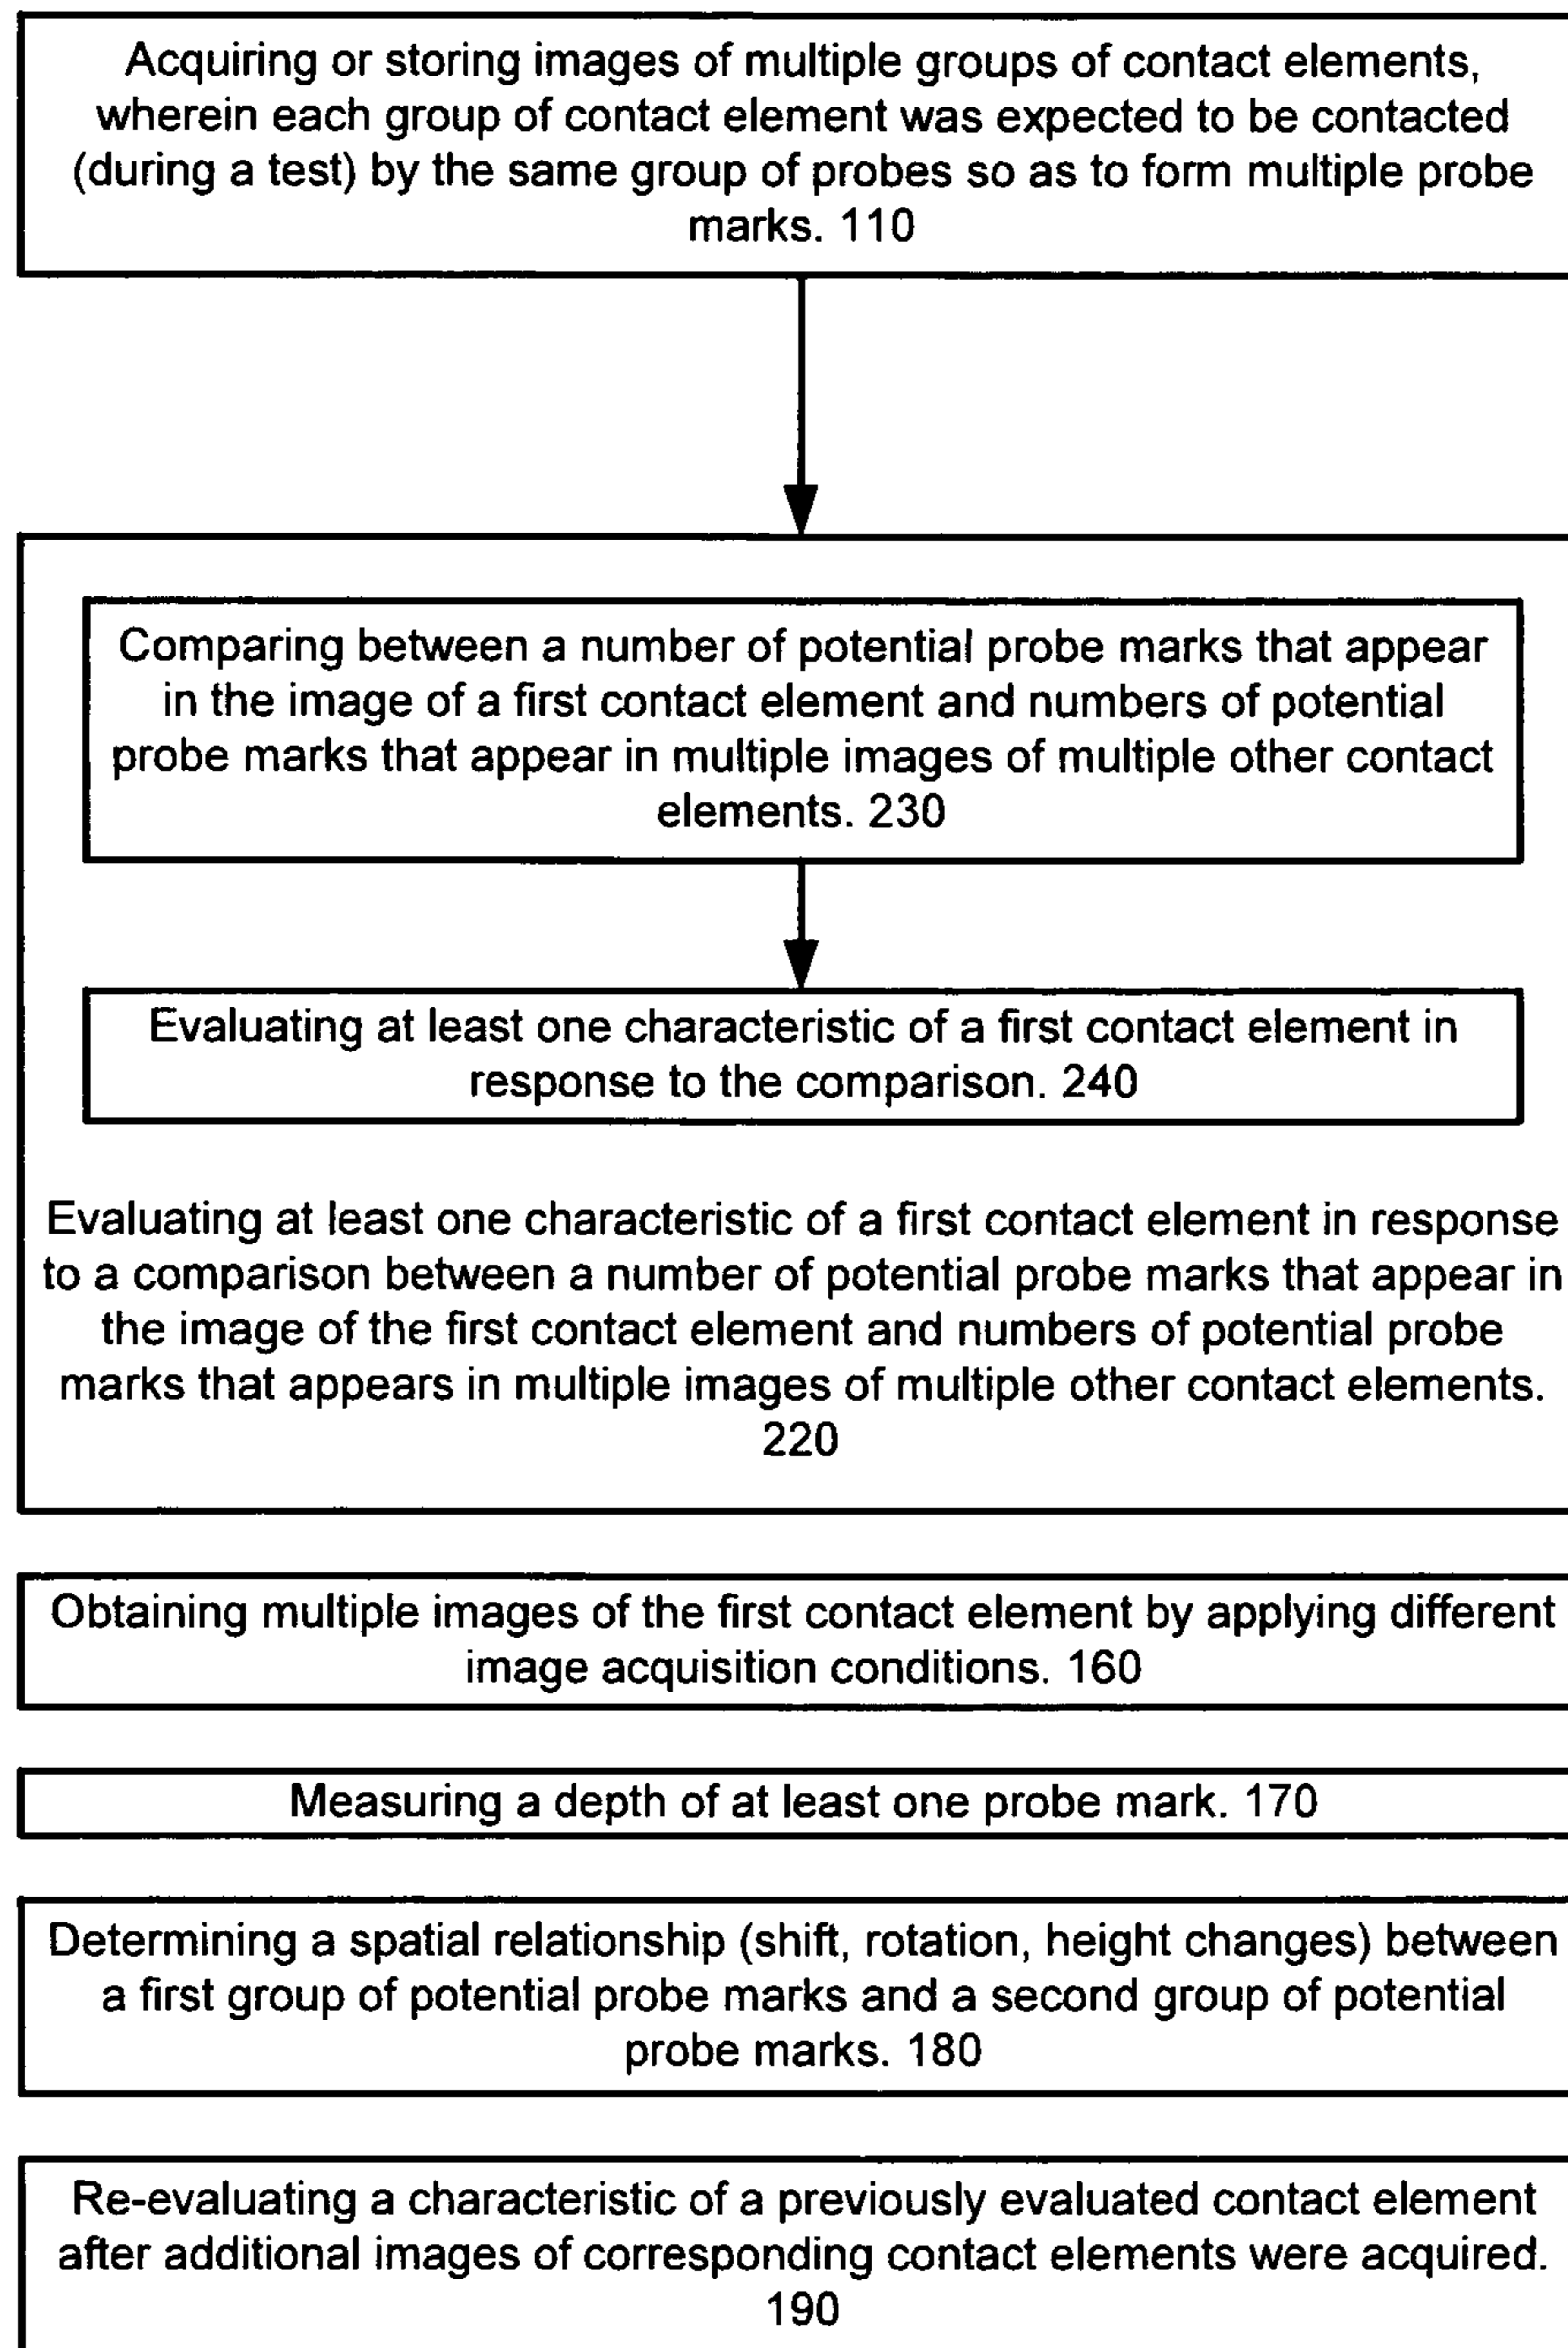 Acquiring or storing images of multiple groups of contact elements,
wherein each group of contact element was expected to be contacted
(during a test) by the same group of probes so as to form multiple probe
marks. 110
Comparing between a number of potential probe marks that appear
in the image of a first contact element and numbers of potential
probe marks that appear in multiple images of multiple other contact
elements. 230
Evaluating at least one characteristic of a first contact element in
response to the comparison. 240
Evaluating at least one characteristic of a first contact element in response
to a comparison between a number of potential probe marks that appear in
the image of the first contact element and numbers of potential probe
marks that appears in multiple images of multiple other contact elements.
220
Obtaining multiple images of the first contact element by applying different
image acquisition conditions. 160
Measuring a depth of at least one probe mark. 170
Determining a spatial relationship (shift, rotation, height changes) between
a first group of potential probe marks and a second group of potential
probe marks. 180
Re-evaluating a characteristic of a previously evaluated contact element
after additional images of corresponding contact elements were acquired.
190